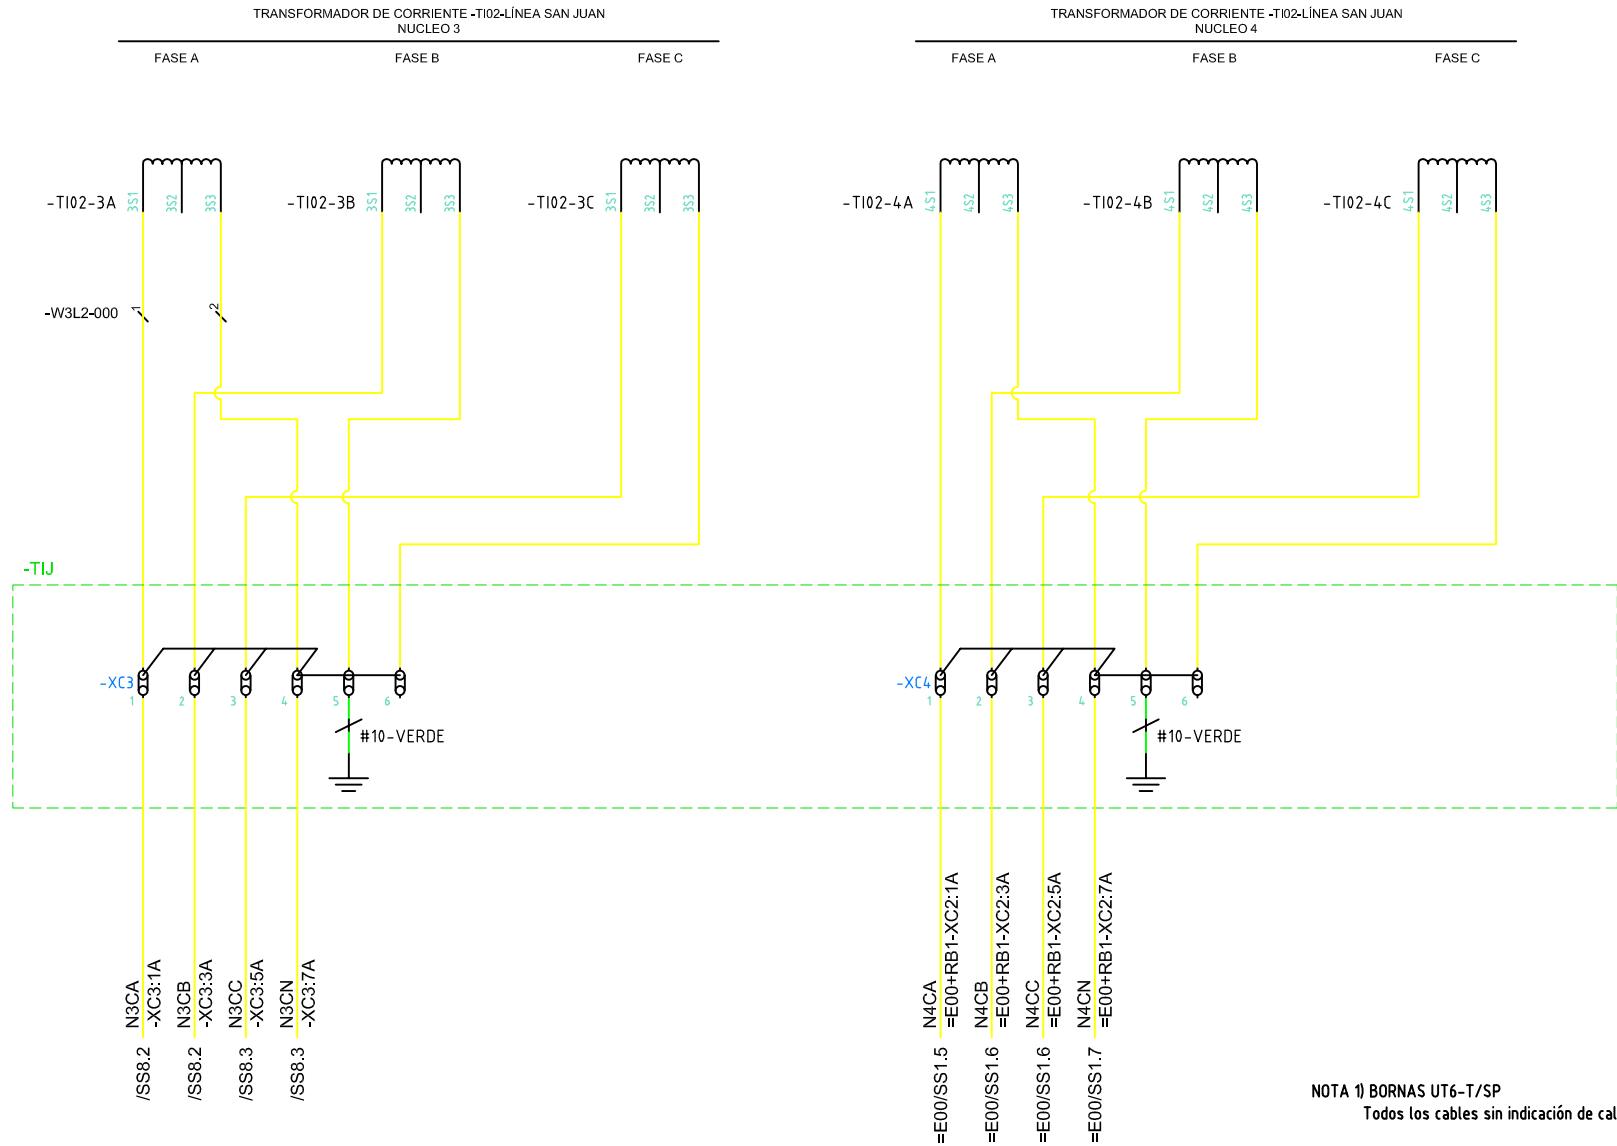 TRANSFORMADOR DE CORRIENTE -TI02-LÍNEA SAN JUAN
NUCLEO 3
FASE A
FASE B
FASE C
TRANSFORMADOR DE CORRIENTE -TI02-LÍNEA SAN JUAN
NUCLEO 4
FASE A
FASE B
FASE C
-TI02-3A
3S1
3S2
3S3
-TI02-3B
3S1
3S2
3S3
-TI02-3C
3S1
3S2
3S3
-TI02-4A
4S1
4S2
4S3
-TI02-4B
4S1
4S2
4S3
-TI02-4C
4S1
4S2
4S3
-W3L2-000
1
2
-TIJ
-XC3
1
2
3
4
5
6
#10-VERDE
-XC4
1
2
3
4
5
6
#10-VERDE
N3CA
-XC3:1A
N3CB
-XC3:3A
N3CC
-XC3:5A
N3CN
-XC3:7A
/SS8.2
/SS8.2
/SS8.3
/SS8.3
N4CA
=E00+RB1-XC2:1A
N4CB
=E00+RB1-XC2:3A
N4CC
=E00+RB1-XC2:5A
N4CN
=E00+RB1-XC2:7A
=E00/SS1.5
=E00/SS1.6
=E00/SS1.6
=E00/SS1.7
NOTA 1) BORNAS UT6-T/SP
Todos los cables sin indicación de cal